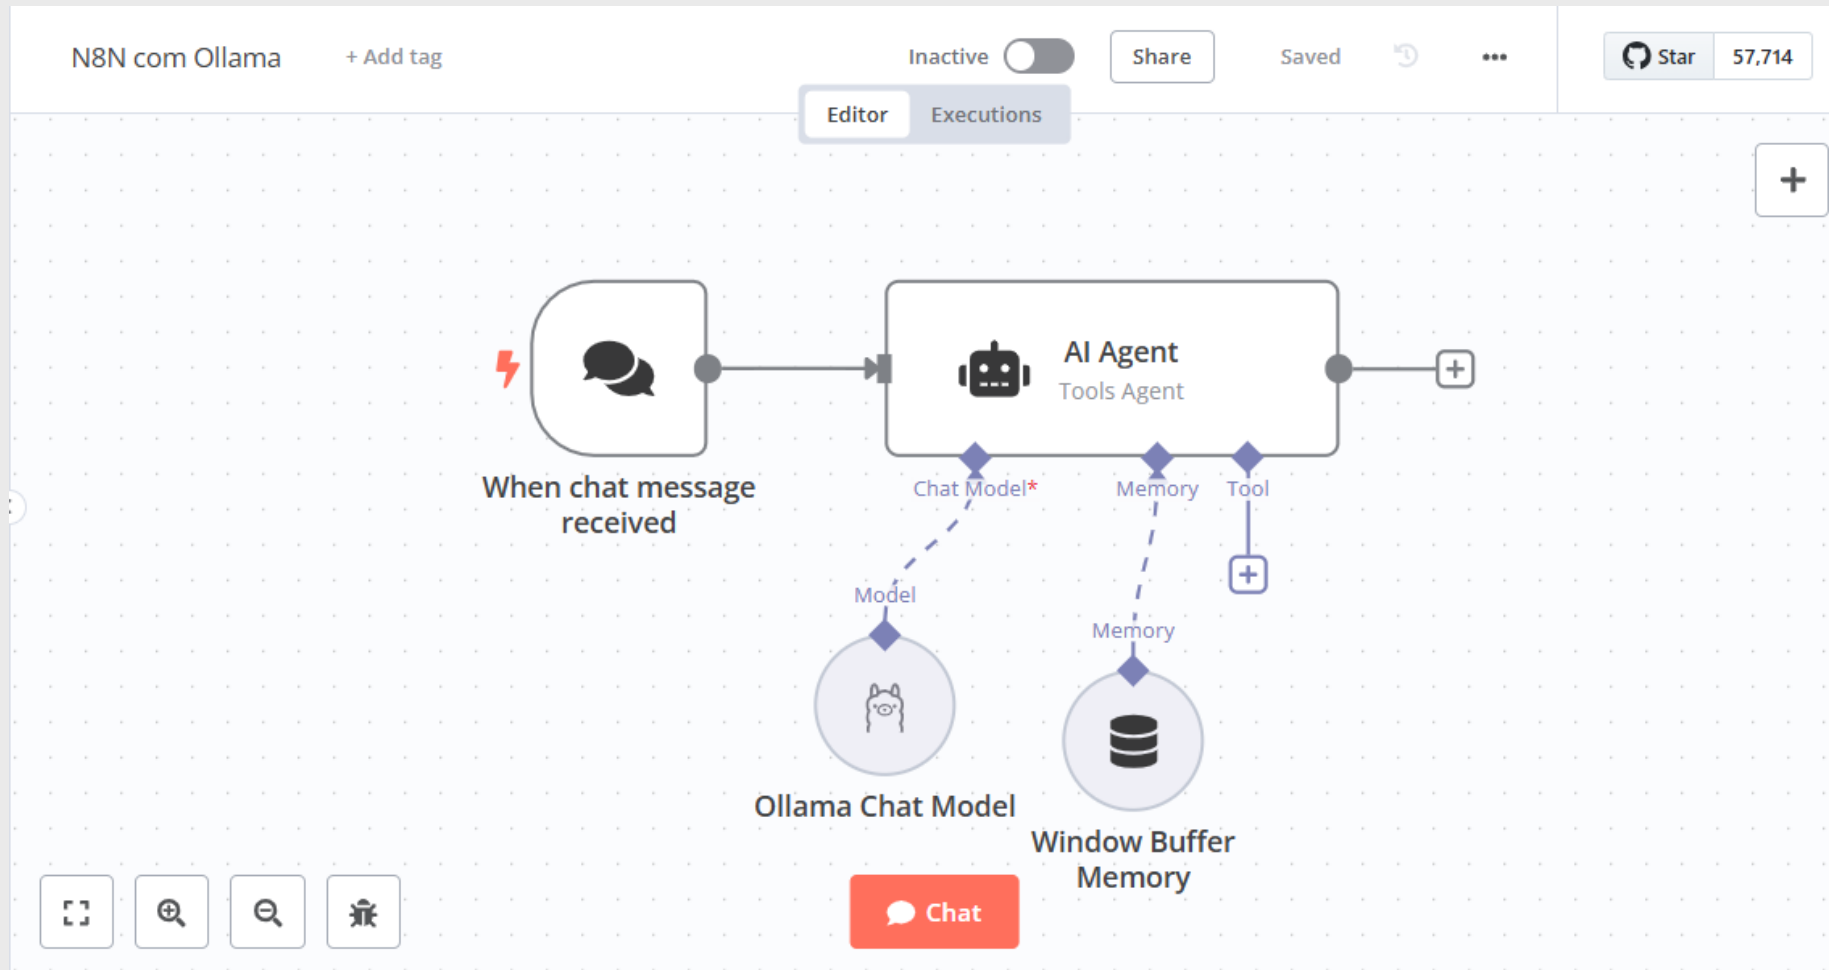 N8N com Ollama
+ Add tag
Inactive
Share
Saved
Star
57,714
Editor
Executions
AI Agent
Tools Agent
When chat message
received
Chat Model*
Memory
Tool
Model
Memory
Ollama Chat Model
Window Buffer
Memory
Chat